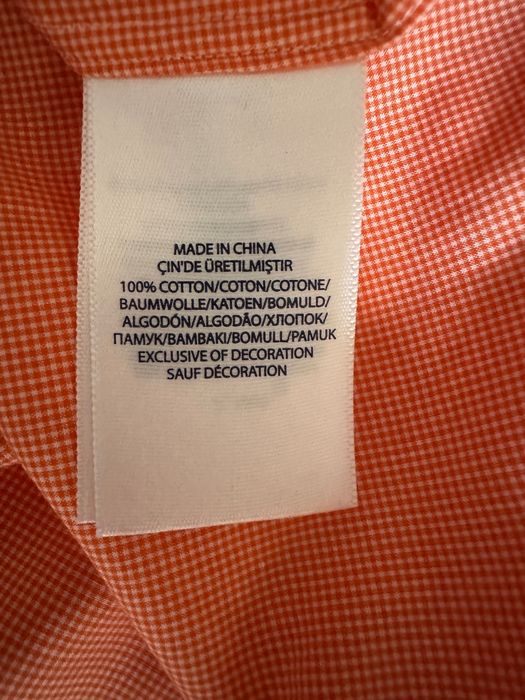 MADE IN CHINA
ÇIN'DE ÜRETILMIŞTIR
100% COTTON/COTON/COTONE/
BAUMWOLLE/KATOEN/BOMULD/
ALGODÓN/ALGODÃO/ХЛОПОК/
ПАМУК/BAMBAKI/BOMULL/PAMUK
EXCLUSIVE OF DECORATION
SAUF DÉCORATION